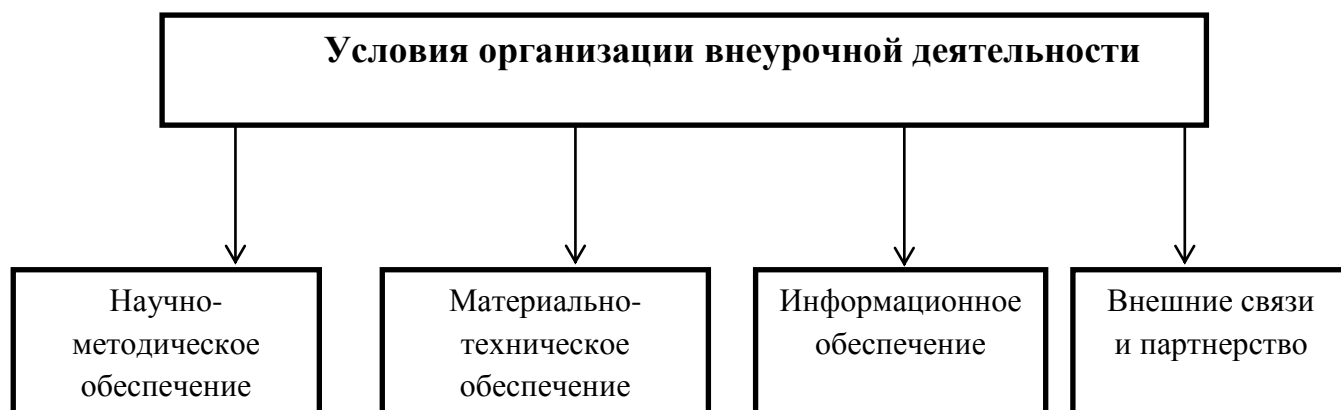 Условия организации внеурочной деятельности
Научно-
методическое
обеспечение
Материально-
техническое
обеспечение
Информационное
обеспечение
Внешние связи
и партнерство